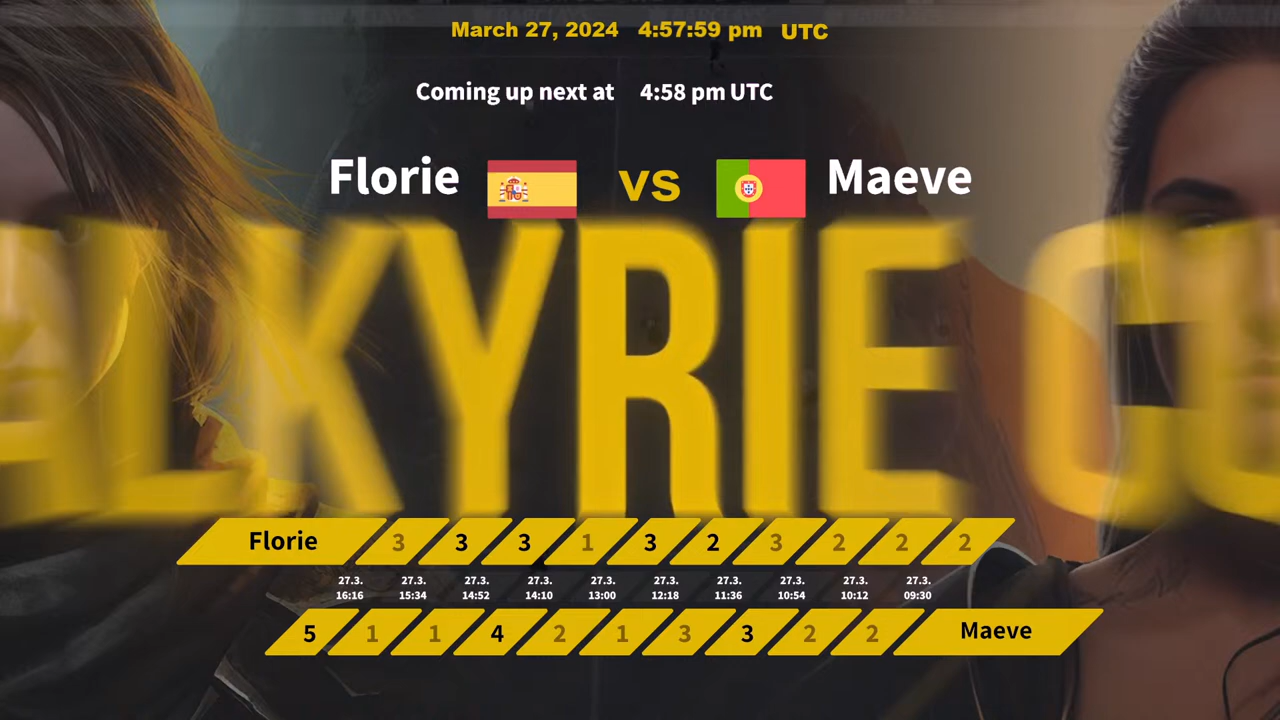 March 27, 2024 4:57:59 pm UTC
Coming up next at 4:58 pm UTC
Florie vs Maeve
ALKYRIE CU
Florie 3 3 3 1 3 2 3 2 2 2
27.3. 27.3. 27.3. 27.3. 27.3. 27.3. 27.3. 27.3. 27.3. 27.3.
16:16 15:34 14:52 14:10 13:00 12:18 11:36 10:54 10:12 09:30
5 1 1 4 2 1 3 3 2 2 Maeve